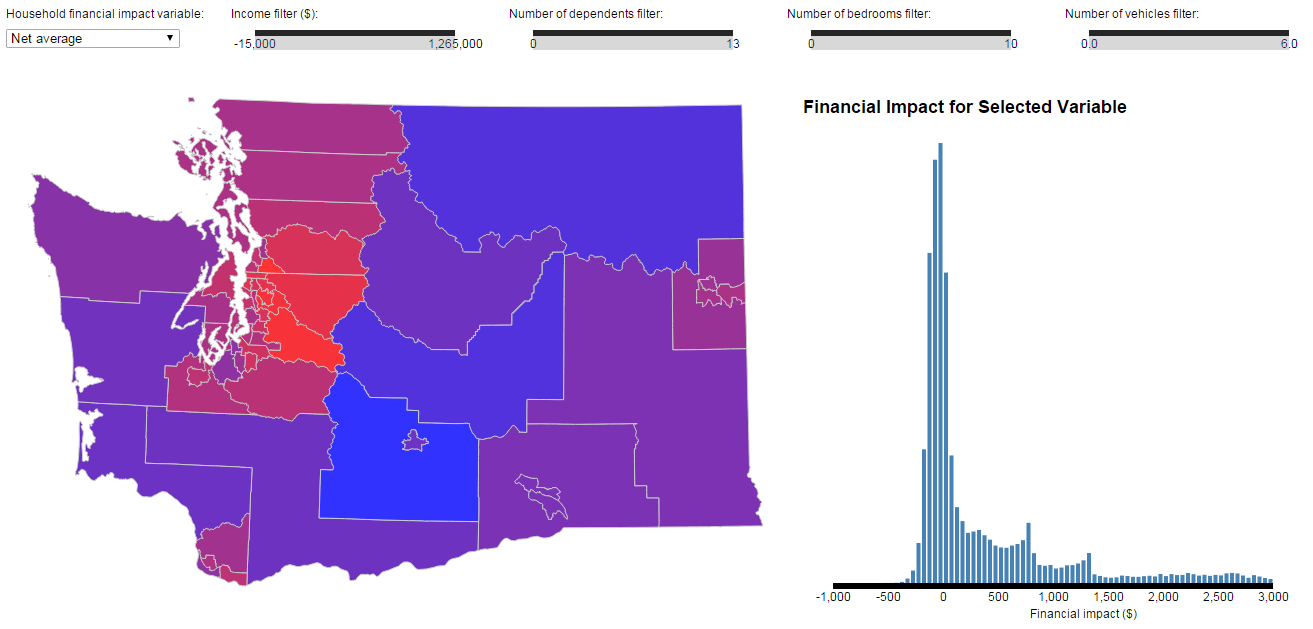 Household financial impact variable:
Income filter ($):
Number of dependents filter:
Number of bedrooms filter:
Number of vehicles filter:
Net average
-15,000
1,265,000
0
13
0
10
0.0
6.0
Financial Impact for Selected Variable
-1,000
-500
0
500
1,000
1,500
2,000
2,500
3,000
Financial impact ($)